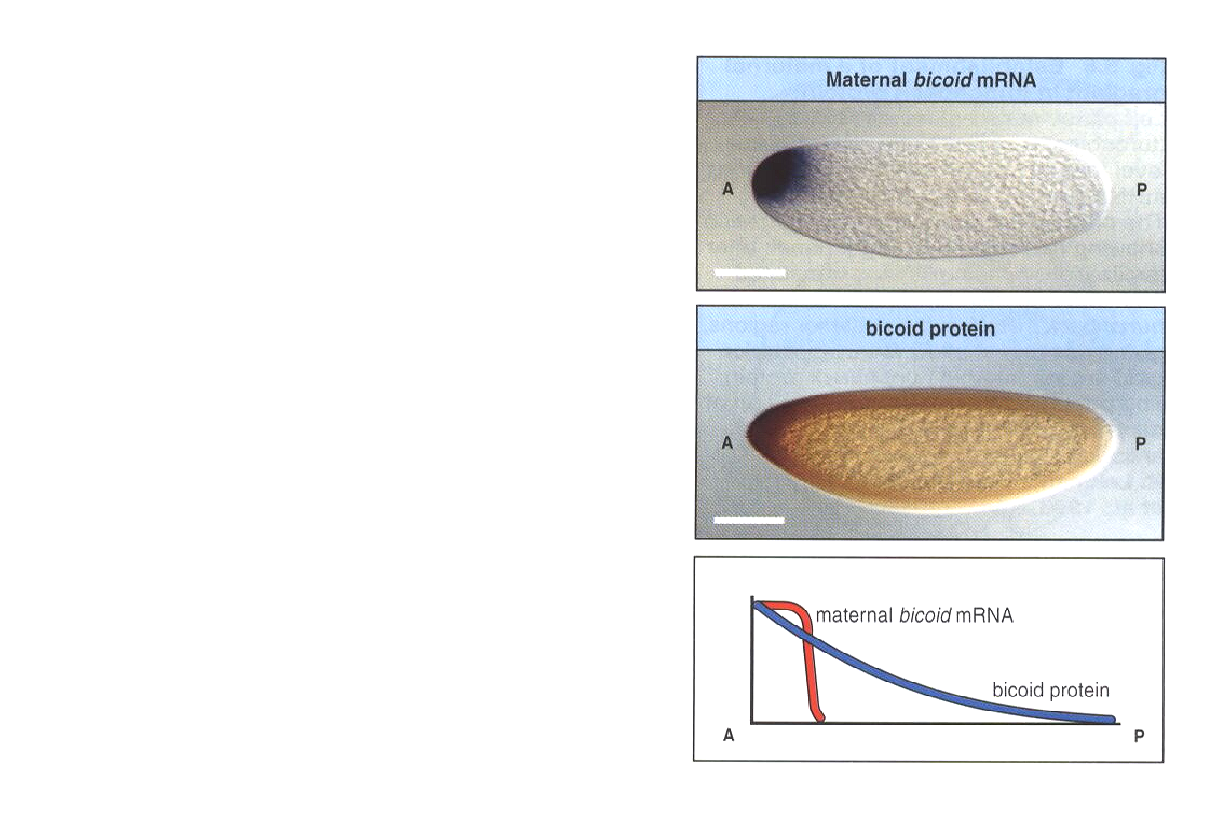 Maternal bicoid mRNA
A
P
bicoid protein
A
P
maternal bicoid mRNA
bicoid protein
A
P